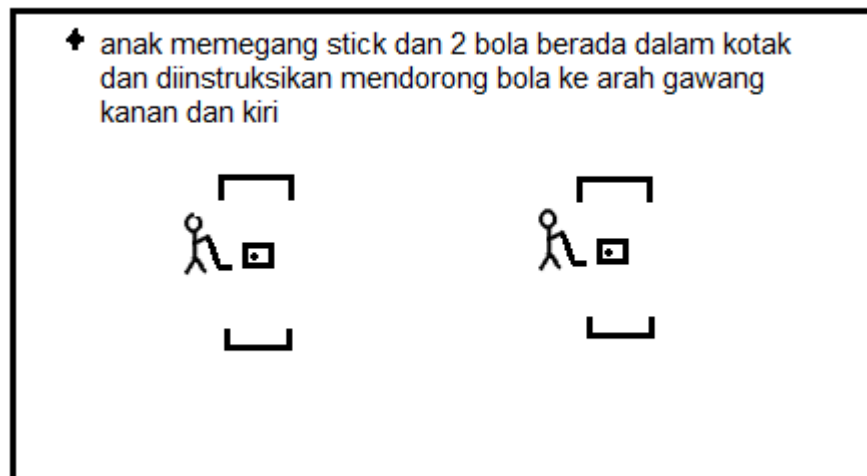 anak memegang stick dan 2 bola berada dalam kotak
dan diinstruksikan mendorong bola ke arah gawang
kanan dan kiri